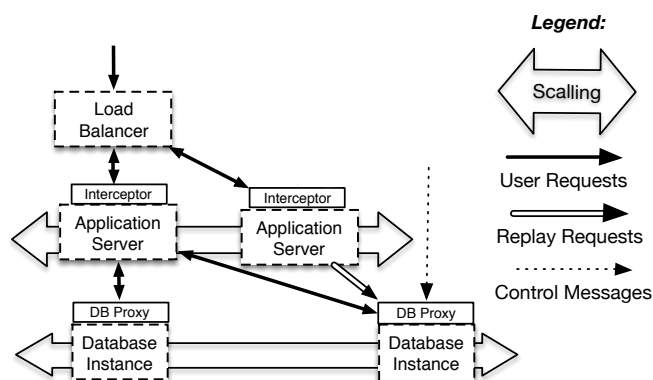 Legend:
Scalling
Load
Balancer
User Requests
Interceptor
Interceptor
Application
Server
Application
Server
Replay Requests
Control Messages
DB Proxy
DB Proxy
Database
Instance
Database
Instance